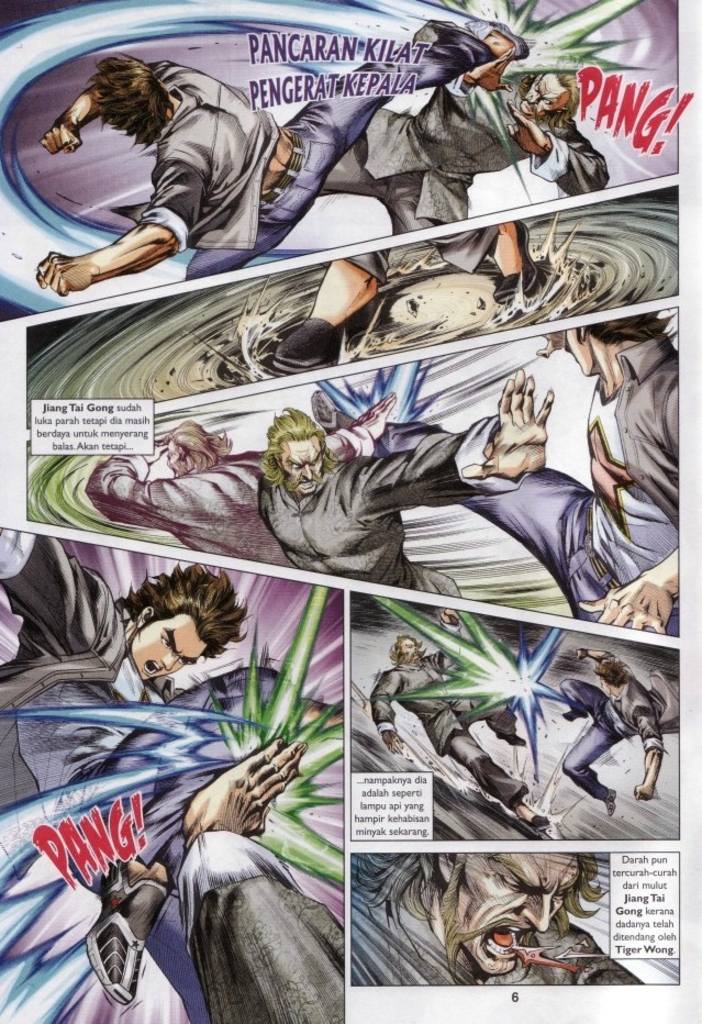 PANCARAN KILAT
PENGERAT KEPALA
PANG!
Jiang Tai Gong sudah
luka parah tetapi dia masih
berdaya untuk menyerang
balas. Akan tetapi...
PANG!
...nampaknya dia
adalah seperti
lampu api yang
hampir kehabisan
minyak sekarang.
Darah pun
tercurah-curah
dari mulut
Jiang Tai
Gong kerana
dadanya telah
ditendang oleh
Tiger Wong.
6